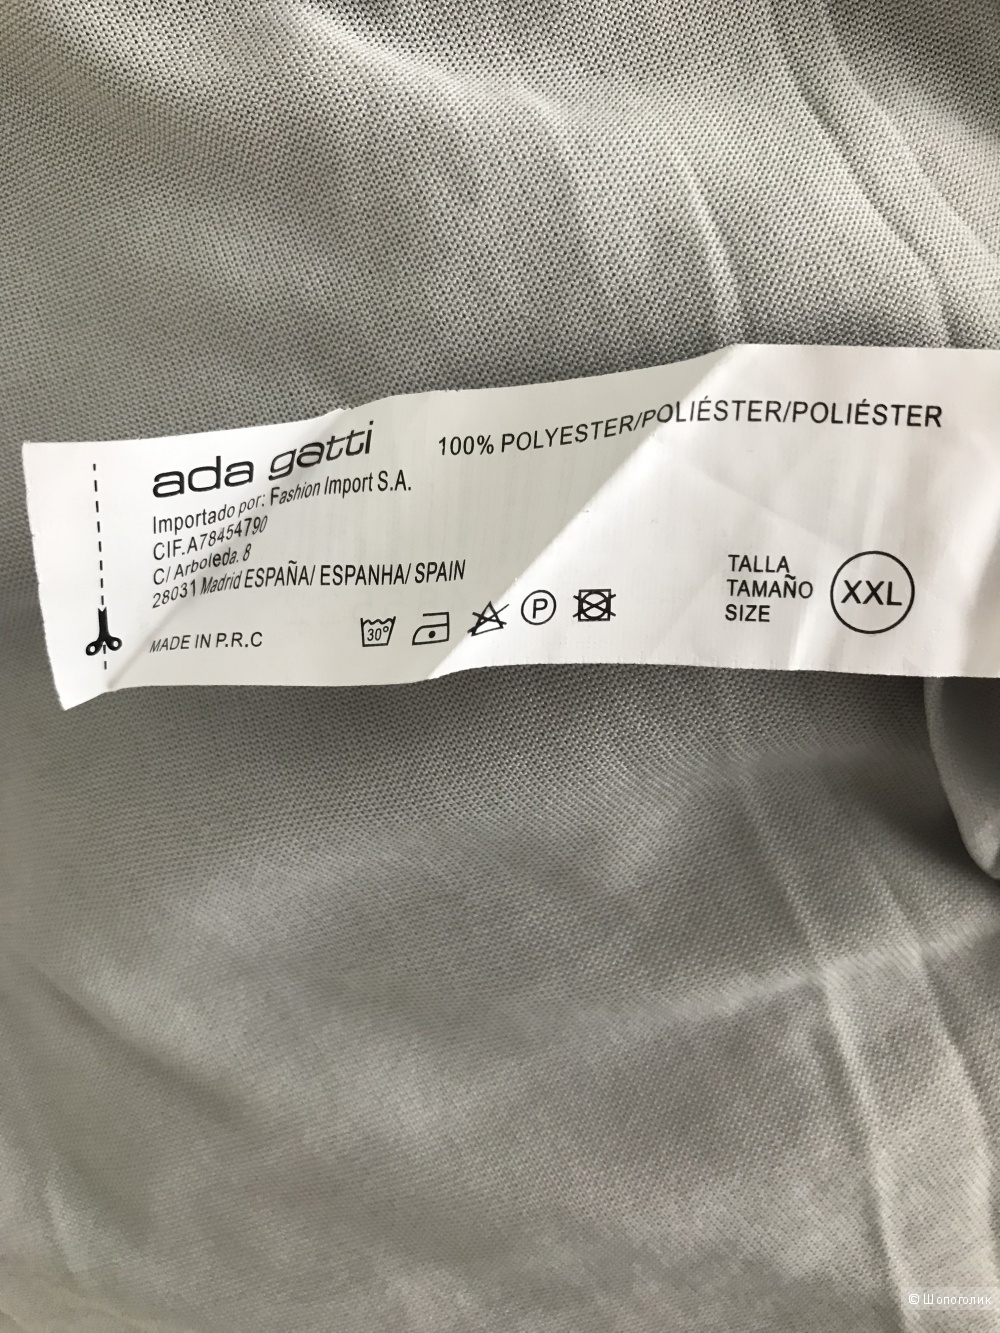 ada gatti
Importado por: Fashion Import S.A.
CIF.A78454790
C/ Arboleda. 8
28031 Madrid ESPAÑA/ ESPANHA/ SPAIN
MADE IN P.R.C
100% POLYESTER/POLIÉSTER/POLIÉSTER
30°
P
TALLA
TAMAÑO
SIZE
XXL
© Шопоголик